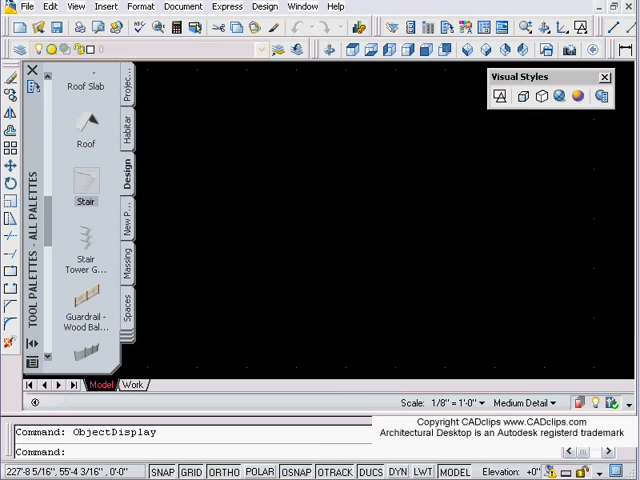 File Edit View Insert Format Document Express Design Window Help
Visual Styles
Roof Slab
Roof
Stair
Stair
Tower G...
Guardrail -
Wood Bal...
Projec...
Habitar
Design
New P...
Massing
Spaces
TOOL PALETTES - ALL PALETTES
Model Work
Scale: 1/8" = 1'-0" Medium Detail
Command: ObjectDisplay
Command:
Copyright CADclips www.CADclips.com
Architectural Desktop is an Autodesk registerd trademark
227'-8 5/16", 55'-4 3/16", 0'-0" SNAP GRID ORTHO POLAR OSNAP OTRACK DUCS DYN LWT MODEL Elevation: +0"